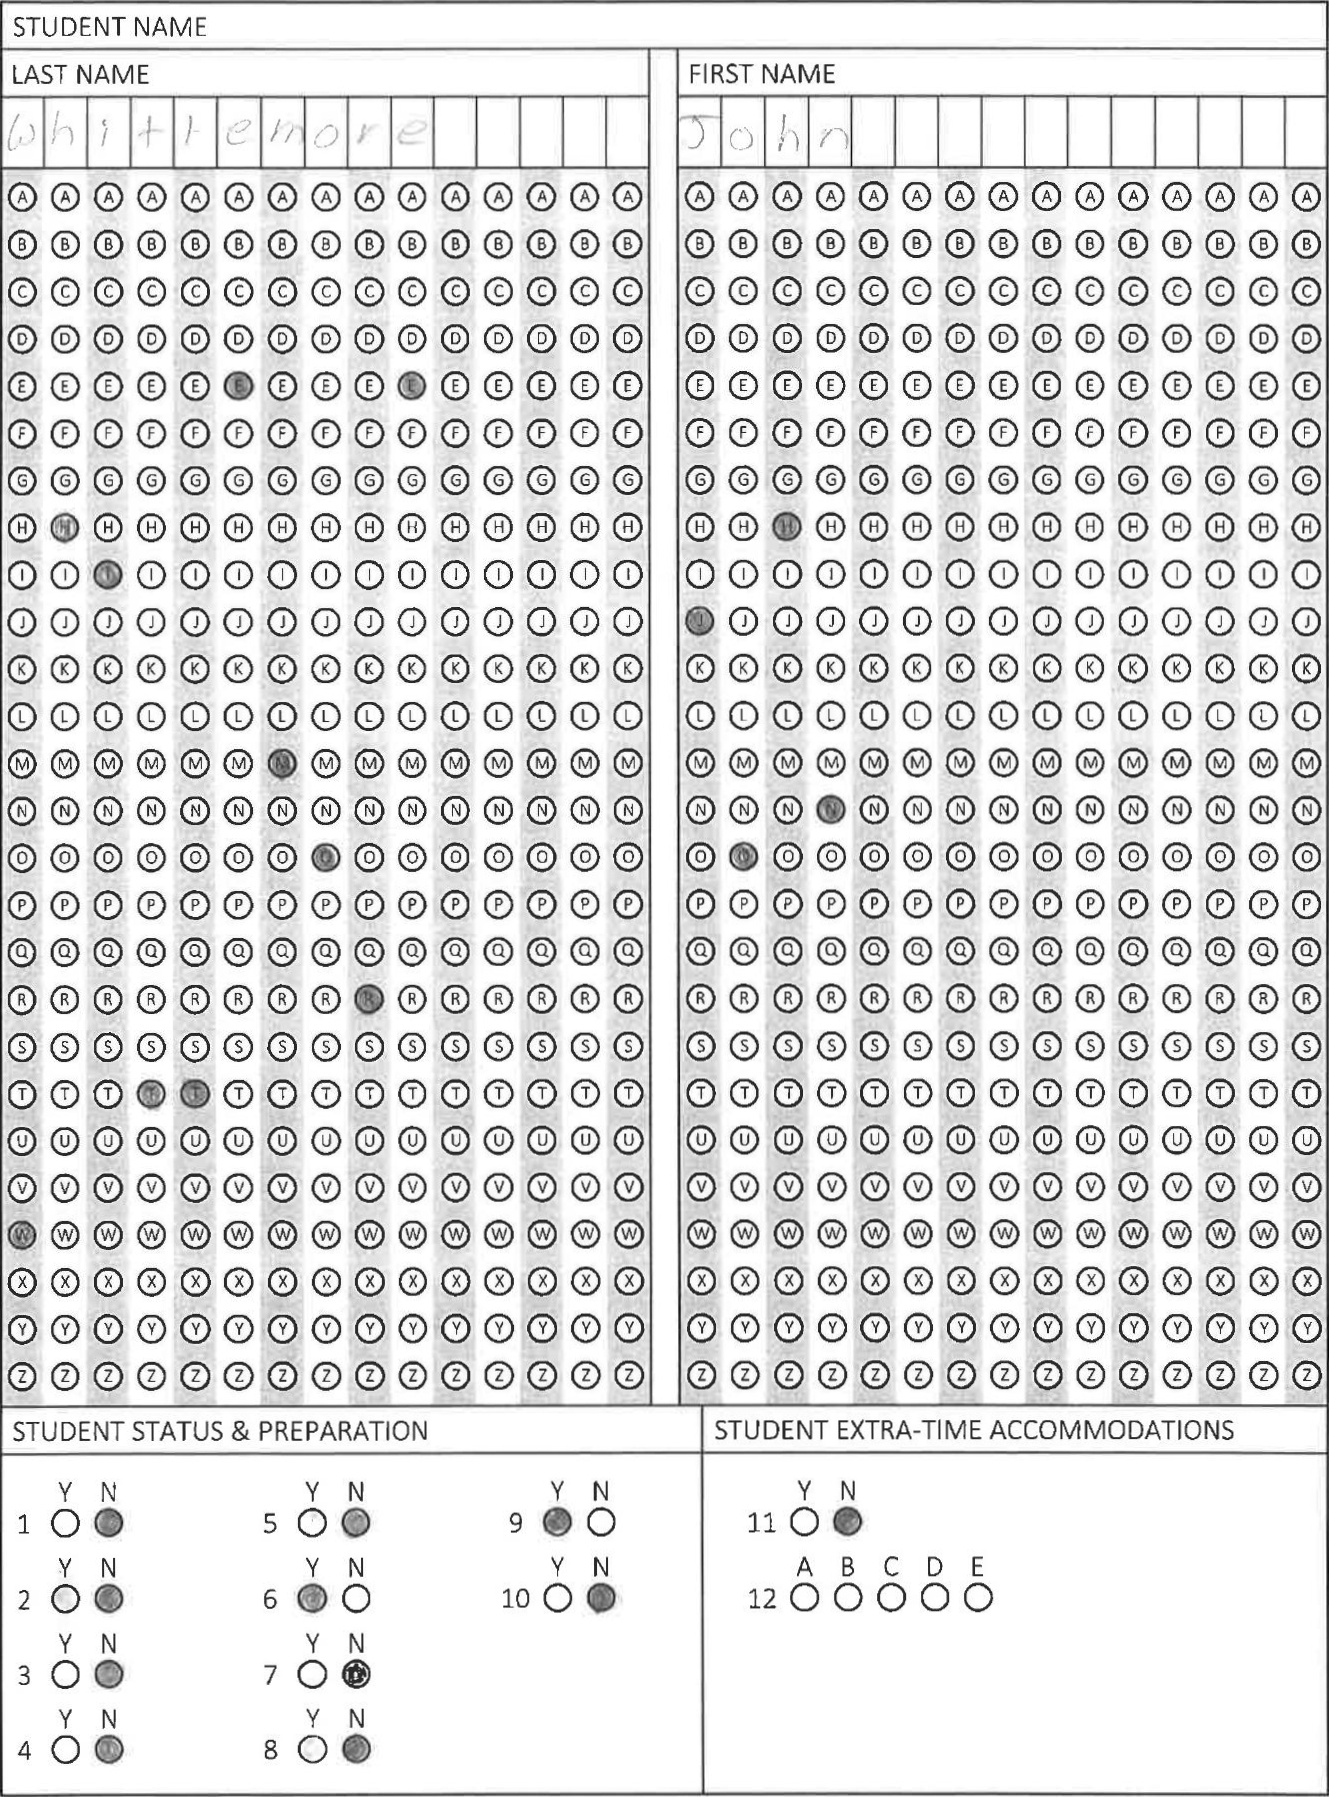 STUDENT NAME
LAST NAME FIRST NAME
Whittemore John
A A A A A A A A A A A A A A A A A A A A A A A A A A A A A A
B B B B B B B B B B B B B B B B B B B B B B B B B B B B B B
C C C C C C C C C C C C C C C C C C C C C C C C C C C C C C
D D D D D D D D D D D D D D D D D D D D D D D D D D D D D D
E E E E E E E E E E E E E E E E E E E E E E E E E E E E E E
F F F F F F F F F F F F F F F F F F F F F F F F F F F F F F
G G G G G G G G G G G G G G G G G G G G G G G G G G G G G G
H H H H H H H H H H H H H H H H H H H H H H H H H H H H H H
I I I I I I I I I I I I I I I I I I I I I I I I I I I I I I
J J J J J J J J J J J J J J J J J J J J J J J J J J J J J J
K K K K K K K K K K K K K K K K K K K K K K K K K K K K K K
L L L L L L L L L L L L L L L L L L L L L L L L L L L L L L
M M M M M M M M M M M M M M M M M M M M M M M M M M M M M M
N N N N N N N N N N N N N N N N N N N N N N N N N N N N N N
O O O O O O O O O O O O O O O O O O O O O O O O O O O O O O
P P P P P P P P P P P P P P P P P P P P P P P P P P P P P P
Q Q Q Q Q Q Q Q Q Q Q Q Q Q Q Q Q Q Q Q Q Q Q Q Q Q Q Q Q Q
R R R R R R R R R R R R R R R R R R R R R R R R R R R R R R
S S S S S S S S S S S S S S S S S S S S S S S S S S S S S S
T T T T T T T T T T T T T T T T T T T T T T T T T T T T T T
U U U U U U U U U U U U U U U U U U U U U U U U U U U U U U
V V V V V V V V V V V V V V V V V V V V V V V V V V V V V V
W W W W W W W W W W W W W W W W W W W W W W W W W W W W W W
X X X X X X X X X X X X X X X X X X X X X X X X X X X X X X
Y Y Y Y Y Y Y Y Y Y Y Y Y Y Y Y Y Y Y Y Y Y Y Y Y Y Y Y Y Y
Z Z Z Z Z Z Z Z Z Z Z Z Z Z Z Z Z Z Z Z Z Z Z Z Z Z Z Z Z Z
STUDENT STATUS & PREPARATION
Y N
1
Y N
2
Y N
3
Y N
4
Y N
5
Y N
6
Y N
7
Y N
8
Y N
9
Y N
10
STUDENT EXTRA-TIME ACCOMMODATIONS
Y N
11
A B C D E
12